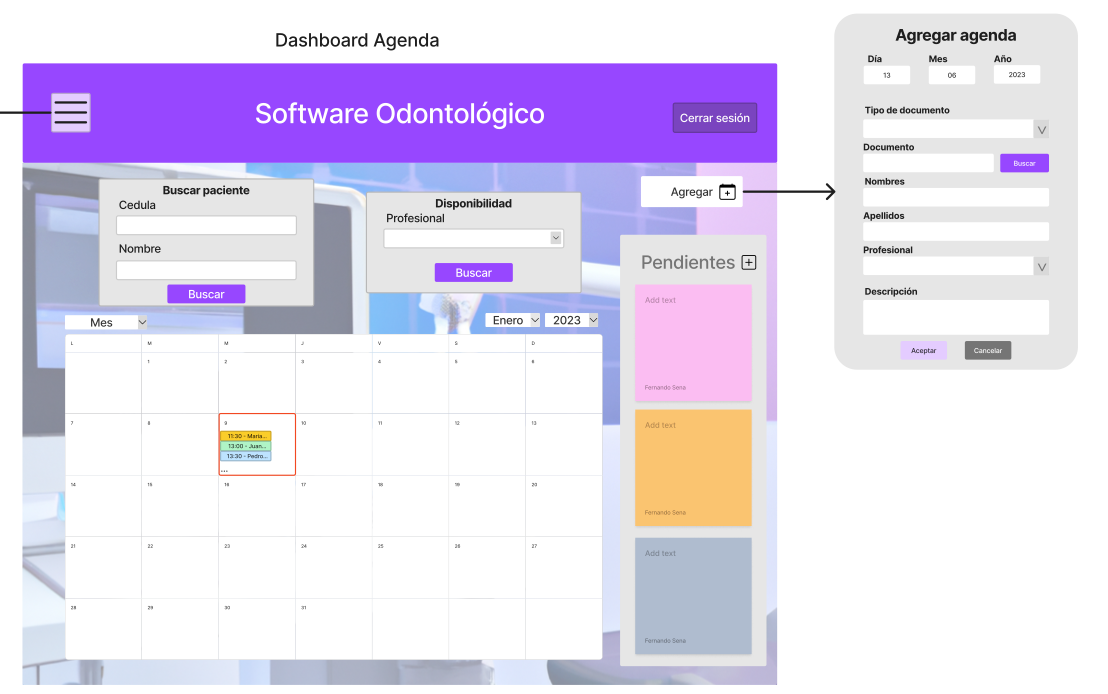 Dashboard Agenda
Software Odontológico
Cerrar sesión
Buscar paciente
Cedula
Nombre
Buscar
Disponibilidad
Profesional
Buscar
Agregar
Mes
Enero
2023
L M M J V S D
1 2 3 4 5 6
7 8 9 10 11 12 13
11:30 - Maria...
13:00 - Juan...
13:30 - Pedro...
...
14 15 16 17 18 19 20
21 22 23 24 25 26 27
28 29 30 31
Pendientes
Add text
Fernando Sena
Add text
Fernando Sena
Add text
Fernando Sena
Agregar agenda
Día Mes Año
13 06 2023
Tipo de documento
Documento
Buscar
Nombres
Apellidos
Profesional
Descripción
Aceptar Cancelar